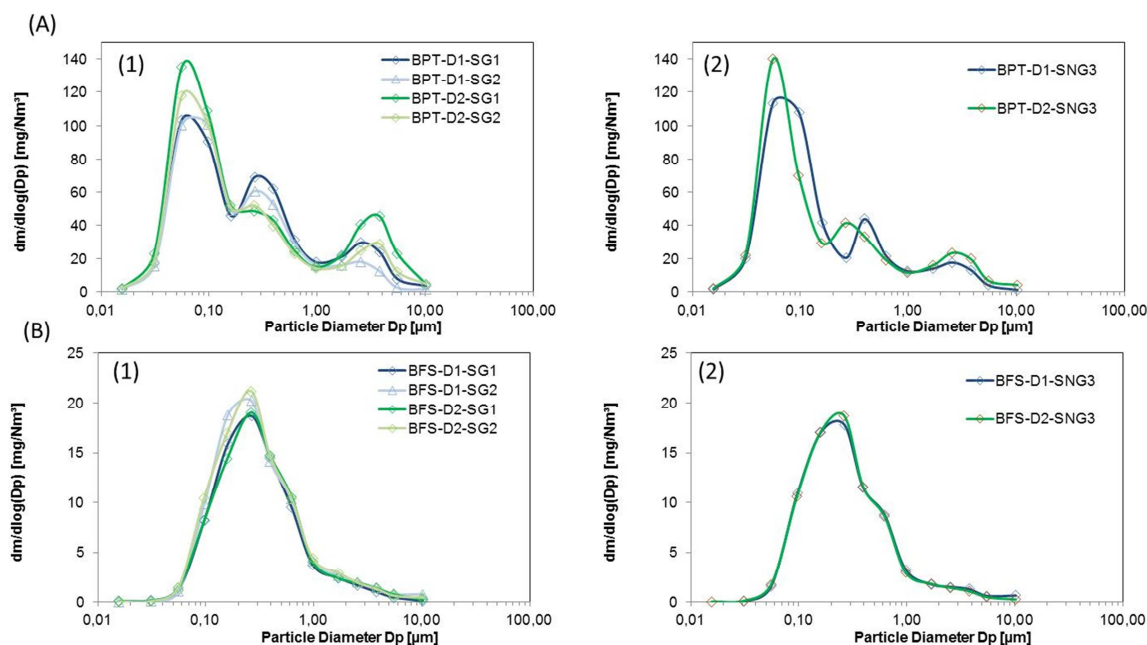 (A)
(1)
dm/dlog(Dp) [mg/Nm³]
140
120
100
80
60
40
20
0
BPT-D1-SG1
BPT-D1-SG2
BPT-D2-SG1
BPT-D2-SG2
0,01 0,10 1,00 10,00 100,00
Particle Diameter Dp [µm]
(2)
dm/dlog(Dp) [mg/Nm³]
140
120
100
80
60
40
20
0
BPT-D1-SNG3
BPT-D2-SNG3
0,01 0,10 1,00 10,00 100,00
Particle Diameter Dp [µm]
(B)
(1)
dm/dlog(Dp) [mg/Nm³]
25
20
15
10
5
0
BFS-D1-SG1
BFS-D1-SG2
BFS-D2-SG1
BFS-D2-SG2
0,01 0,10 1,00 10,00 100,00
Particle Diameter Dp [µm]
(2)
dm/dlog(Dp) [mg/Nm³]
25
20
15
10
5
0
BFS-D1-SNG3
BFS-D2-SNG3
0,01 0,10 1,00 10,00 100,00
Particle Diameter Dp [µm]